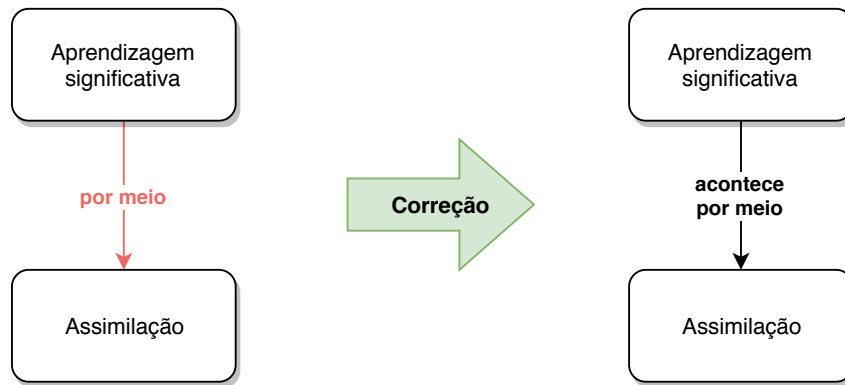 Aprendizagem
significativa
por meio
Assimilação
Correção
Aprendizagem
significativa
acontece
por meio
Assimilação